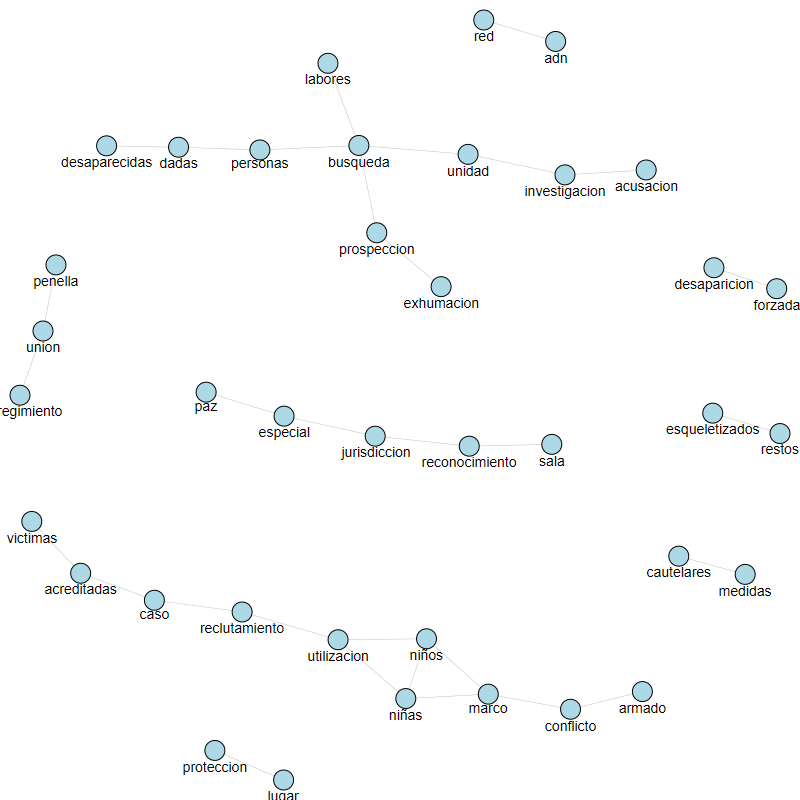 red
adn
labores
desaparecidas
dadas
personas
busqueda
unidad
investigacion
acusacion
prospeccion
exhumacion
penella
union
regimiento
desaparicion
forzada
paz
especial
jurisdiccion
reconocimiento
sala
esqueletizados
restos
victimas
acreditadas
caso
reclutamiento
utilizacion
niños
niñas
marco
conflicto
armado
cautelares
medidas
proteccion
lugar